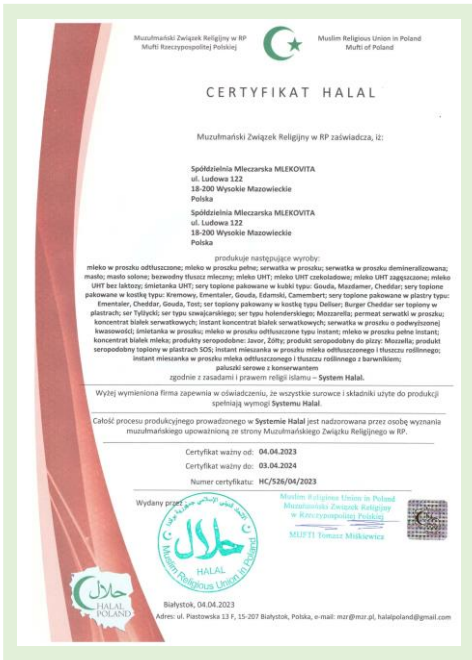 Muzułmański Związek Religijny w RP
Mufti Rzeczypospolitej Polskiej
Muslim Religious Union in Poland
Mufti of Poland
CERTYFIKAT HALAL
Muzułmański Związek Religijny w RP zaświadcza, iż:
Spółdzielnia Mleczarska MLEKOVITA
ul. Ludowa 122
18-200 Wysokie Mazowieckie
Polska
Spółdzielnia Mleczarska MLEKOVITA
ul. Ludowa 122
18-200 Wysokie Mazowieckie
Polska
produkuje następujące wyroby:
mleko w proszku odtłuszczone; mleko w proszku pełne; serwatka w proszku; serwatka w proszku demineralizowana;
masło; masło solone; bezwodny tłuszcz mleczny; mleko UHT; mleko UHT czekoladowe; mleko UHT zagęszczone; mleko
UHT bez laktozy; śmietanka UHT; sery topione pakowane w kubki typu: Gouda, Mazdamer, Cheddar; sery topione
pakowane w kostkę typu: Kremowy, Ementaler, Gouda, Edamski, Camembert; sery topione pakowane w plastry typu:
Ementaler, Cheddar, Gouda, Tost; ser topiony pakowany w kostkę typu Deliser; Burger Cheddar ser topiony w
plastrach; ser Tylżycki; ser typu szwajcarskiego; ser typu holenderskiego; Mozzarella; permeat serwatki w proszku;
koncentrat białek serwatkowych; instant koncentrat białek serwatkowych; serwatka w proszku o podwyższonej
kwasowości; śmietanka w proszku; mleko w proszku odtłuszczone typu instant; mleko w proszku pełne instant;
koncentrat białek mleka; produkty seropodobne: Javor, Żółty; produkt seropodobny do pizzy: Mozzella; produkt
seropodobny topiony w plastrach SOS; instant mieszanka w proszku mleka odtłuszczonego i tłuszczu roślinnego;
instant mieszanka w proszku mleka odtłuszczonego i tłuszczu roślinnego z barwnikiem;
paluszki serowe z konserwantem
zgodnie z zasadami i prawem religii islamu – System Halal.
Wyżej wymieniona firma zapewnia w oświadczeniu, że wszystkie surowce i składniki użyte do produkcji
spełniają wymogi Systemu Halal.
Całość procesu produkcyjnego prowadzonego w Systemie Halal jest nadzorowana przez osobę wyznania
muzułmańskiego upoważnioną ze strony Muzułmańskiego Związku Religijnego w RP.
Certyfikat ważny od: 04.04.2023
Certyfikat ważny do: 03.04.2024
Numer certyfikatu: HC/526/04/2023
Wydany przez
Muslim Religious Union in Poland
Muzułmański Związek Religijny
w Rzeczypospolitej Polskiej
MUFTI Tomasz Miśkiewicz
حلال
HALAL
Muslim Religious Union in Poland
حلال
HALAL
POLAND
Białystok, 04.04.2023
Adres: ul. Piastowska 13 F, 15-207 Białystok, Polska, e-mail: mzr@mzr.pl, halalpoland@gmail.com